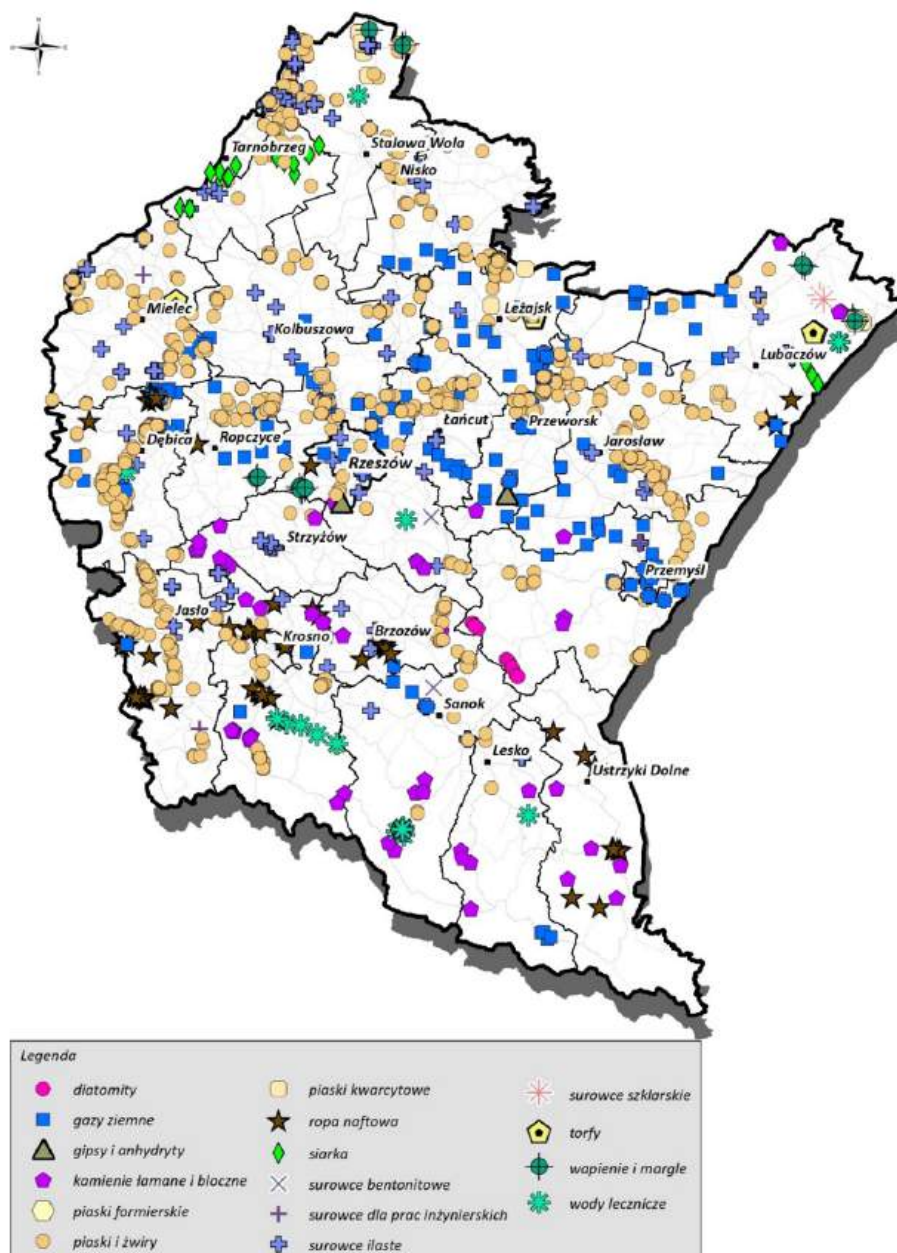 Tarnobrzeg
Stalowa Wola
Nisko
Mielec
Kolbuszowa
Leżajsk
Lubaczów
Dębica
Ropczyce
Łańcut
Przeworsk
Rzeszów
Jarosław
Strzyżów
Przemyśl
Jasło
Krosno
Brzozów
Sanok
Lesko
Ustrzyki Dolne
Legenda
diatomity
gazy ziemne
gipsy i anhydryty
kamienie łamane i bloczne
piaski formierskie
piaski i żwiry
piaski kwarcytowe
ropa naftowa
siarka
surowce bentonitowe
surowce dla prac inżynierskich
surowce ilaste
surowce szklarskie
torfy
wapienie i margle
wody lecznicze